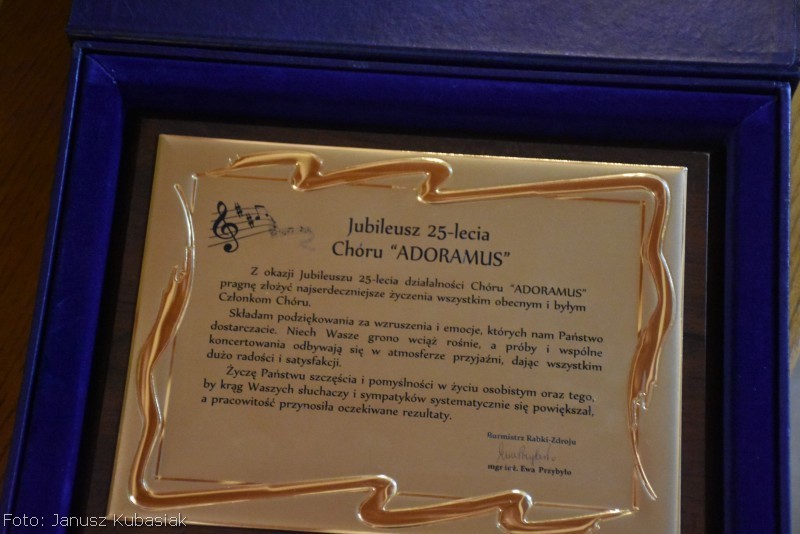 Jubileusz 25-lecia
Chóru “ADORAMUS”
Z okazji Jubileuszu 25-lecia działalności Chóru “ADORAMUS”
pragnę złożyć najserdeczniejsze życzenia wszystkim obecnym i byłym
Członkom Chóru.
Składam podziękowania za wzruszenia i emocje, których nam Państwo
dostarczacie. Niech Wasze grono wciąż rośnie, a próby i wspólne
koncertowania odbywają się w atmosferze przyjaźni, dając wszystkim
dużo radości i satysfakcji.
Życzę Państwu szczęścia i pomyślności w życiu osobistym oraz tego,
by krąg Waszych słuchaczy i sympatyków systematycznie się powiększał,
a pracowitość przynosiła oczekiwane rezultaty.
Burmistrz Rabki-Zdroju
mgr Ewa Przybyło
Foto: Janusz Kubasiak